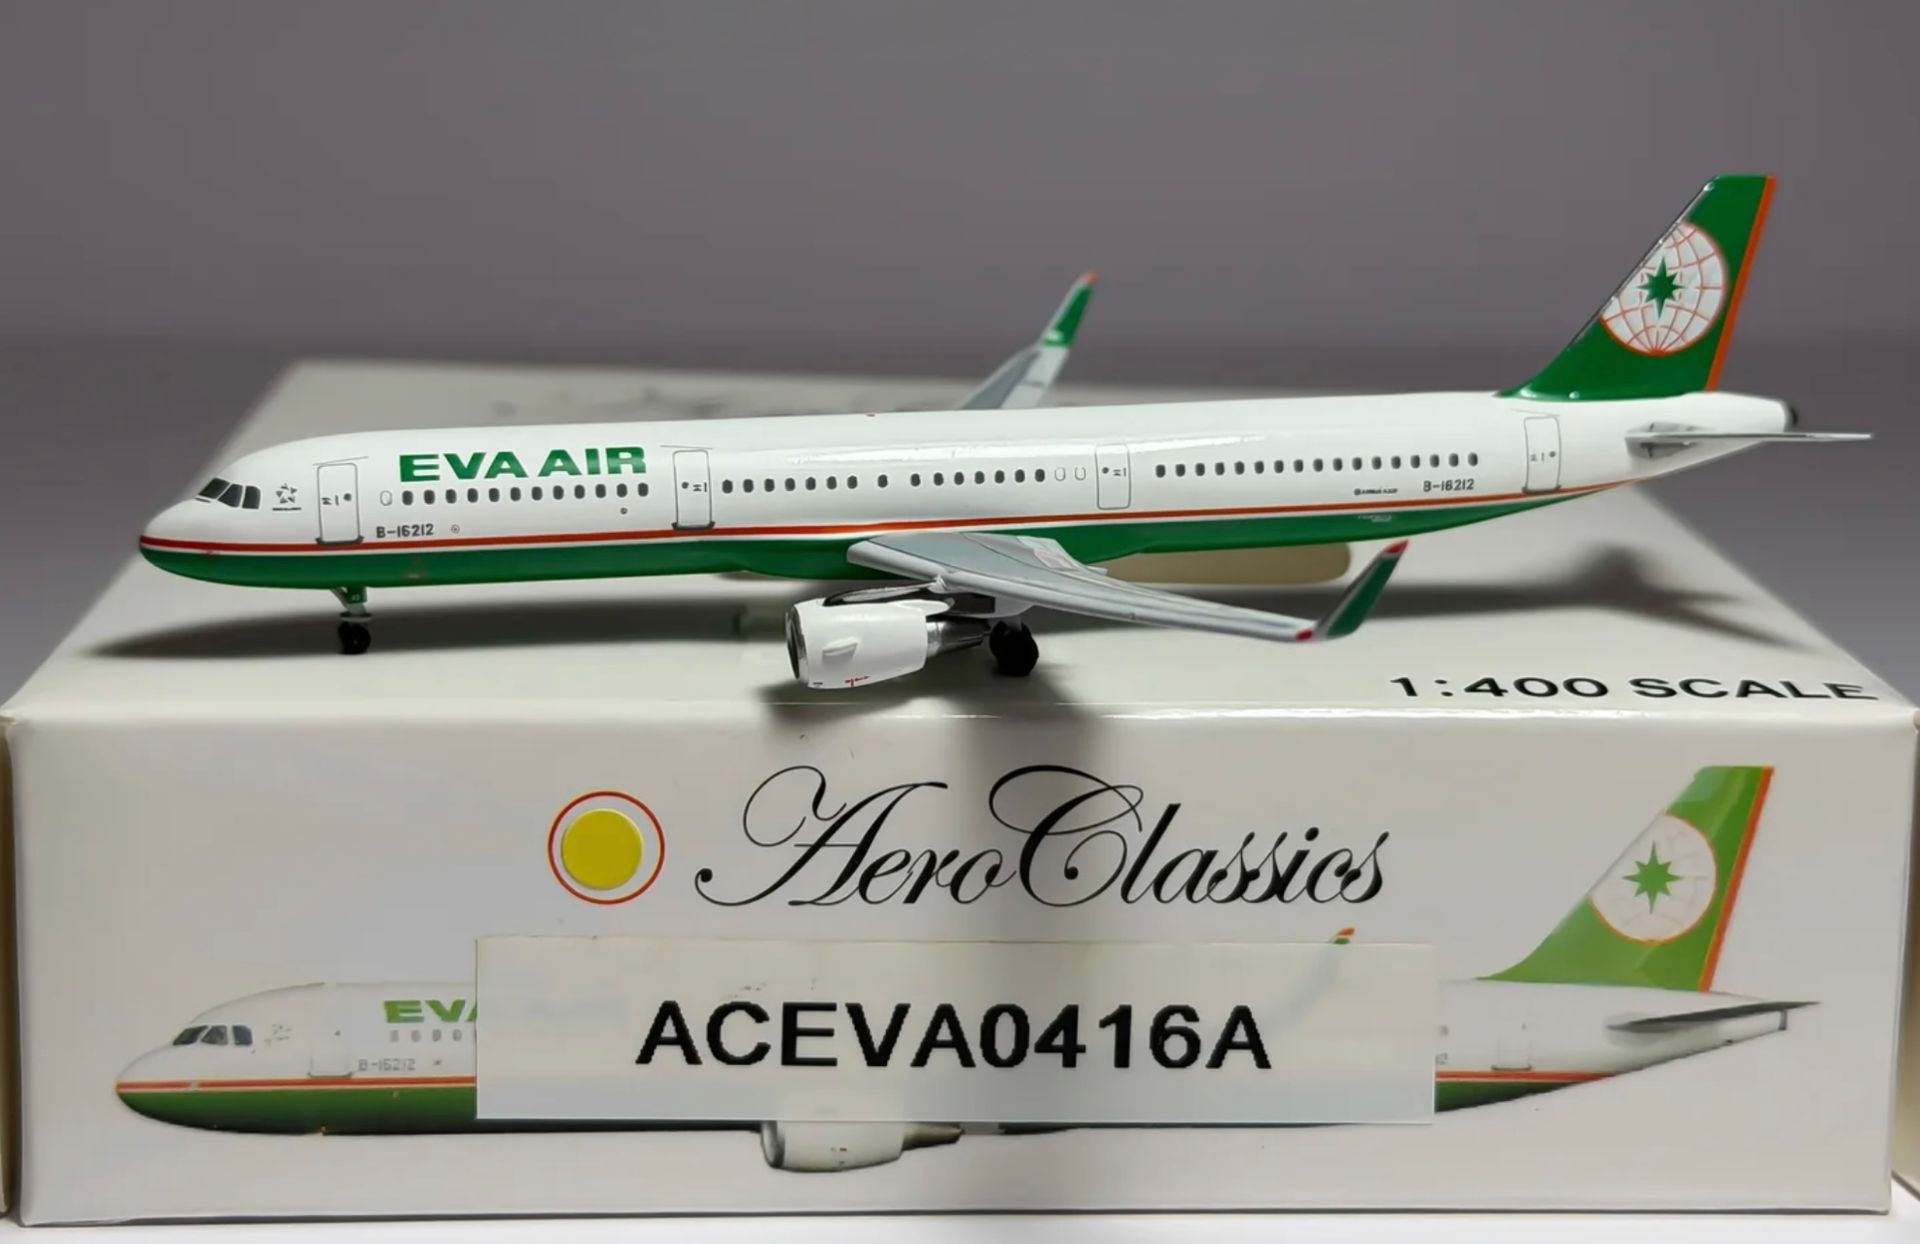 EVA AIR
B-16212
B-16212
1:400 SCALE
AeroClassics
EVA
B-16212
ACEVA0416A